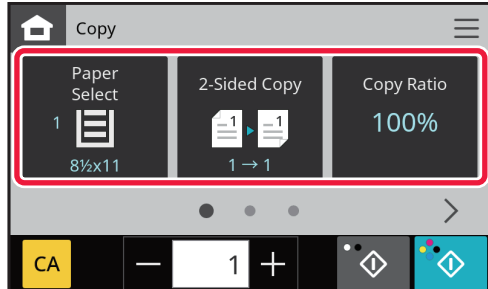 Copy
Paper
Select
1
8½x11
2-Sided Copy
1 1
1 → 1
Copy Ratio
100%
CA
1